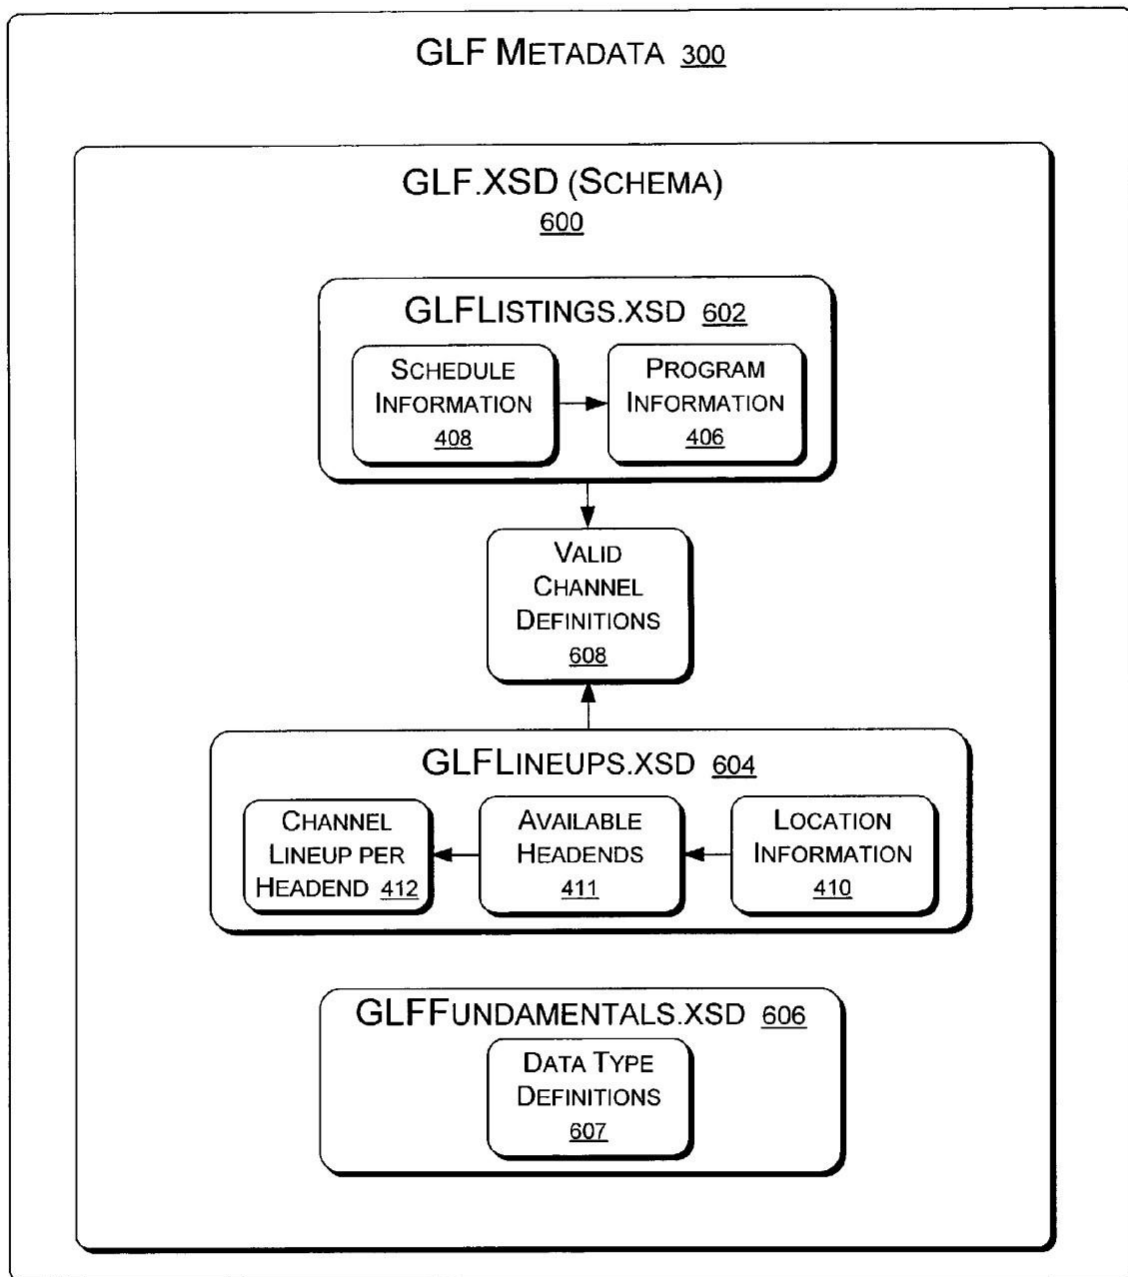 GLF METADATA 300
GLF.XSD (SCHEMA)
600
GLFLISTINGS.XSD 602
SCHEDULE
INFORMATION
408
PROGRAM
INFORMATION
406
VALID
CHANNEL
DEFINITIONS
608
GLFLINEUPS.XSD 604
CHANNEL
LINEUP PER
HEADEND 412
AVAILABLE
HEADENDS
411
LOCATION
INFORMATION
410
GLFFUNDAMENTALS.XSD 606
DATA TYPE
DEFINITIONS
607